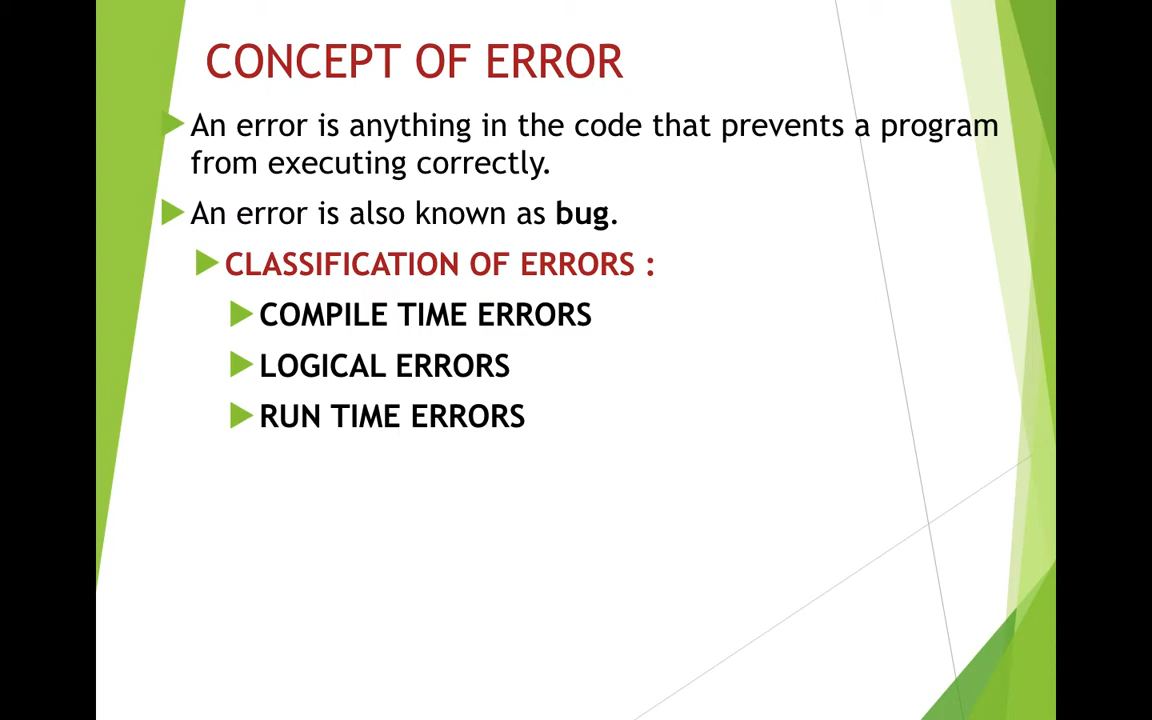 CONCEPT OF ERROR
An error is anything in the code that prevents a program
from executing correctly.
An error is also known as bug.
CLASSIFICATION OF ERRORS :
COMPILE TIME ERRORS
LOGICAL ERRORS
RUN TIME ERRORS